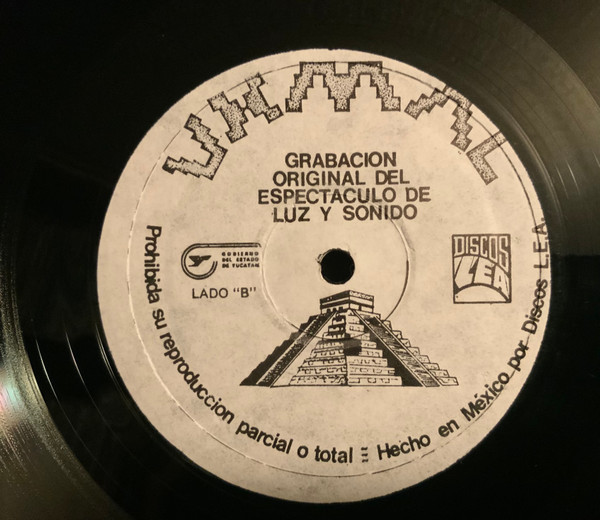 UXMAL
GRABACION
ORIGINAL DEL
ESPECTACULO DE
LUZ Y SONIDO
GOBIERNO
DEL ESTADO
DE YUCATAN
LADO "B"
DISCOS
LEA
Prohibida su reproduccion parcial o total :: Hecho en México por Discos L.E.A.